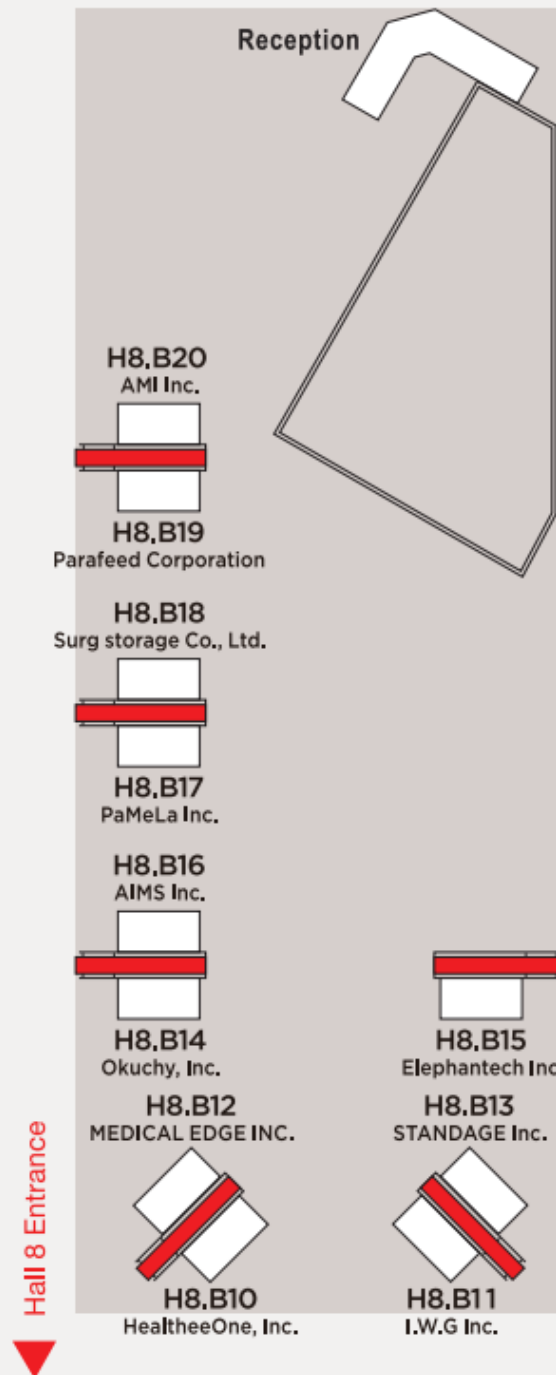 Reception
H8.B20
AMI Inc.
H8.B19
Parafeed Corporation
H8.B18
Surg storage Co., Ltd.
H8.B17
PaMeLa Inc.
H8.B16
AIMS Inc.
H8.B14
Okuchy, Inc.
H8.B15
Elephantech Inc
H8.B12
MEDICAL EDGE INC.
H8.B13
STANDAGE Inc.
H8.B10
HealtheeOne, Inc.
H8.B11
I.W.G Inc.
Hall 8 Entrance